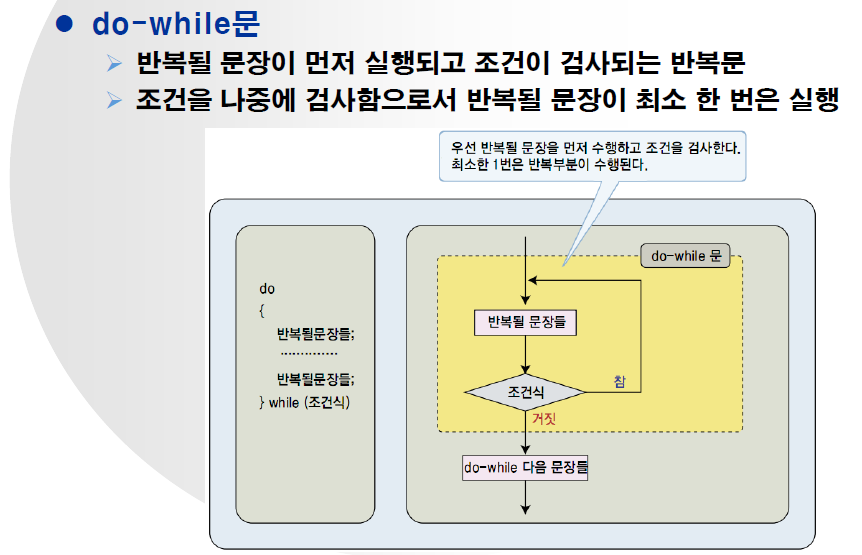 do-while문
반복될 문장이 먼저 실행되고 조건이 검사되는 반복문
조건을 나중에 검사함으로서 반복될 문장이 최소 한 번은 실행
우선 반복될 문장을 먼저 수행하고 조건을 검사한다.
최소한 1번은 반복부분이 수행된다.
do
{
반복될문장들;
..............
반복될문장들;
} while (조건식)
do-while 문
반복될 문장들
조건식
참
거짓
do-while 다음 문장들